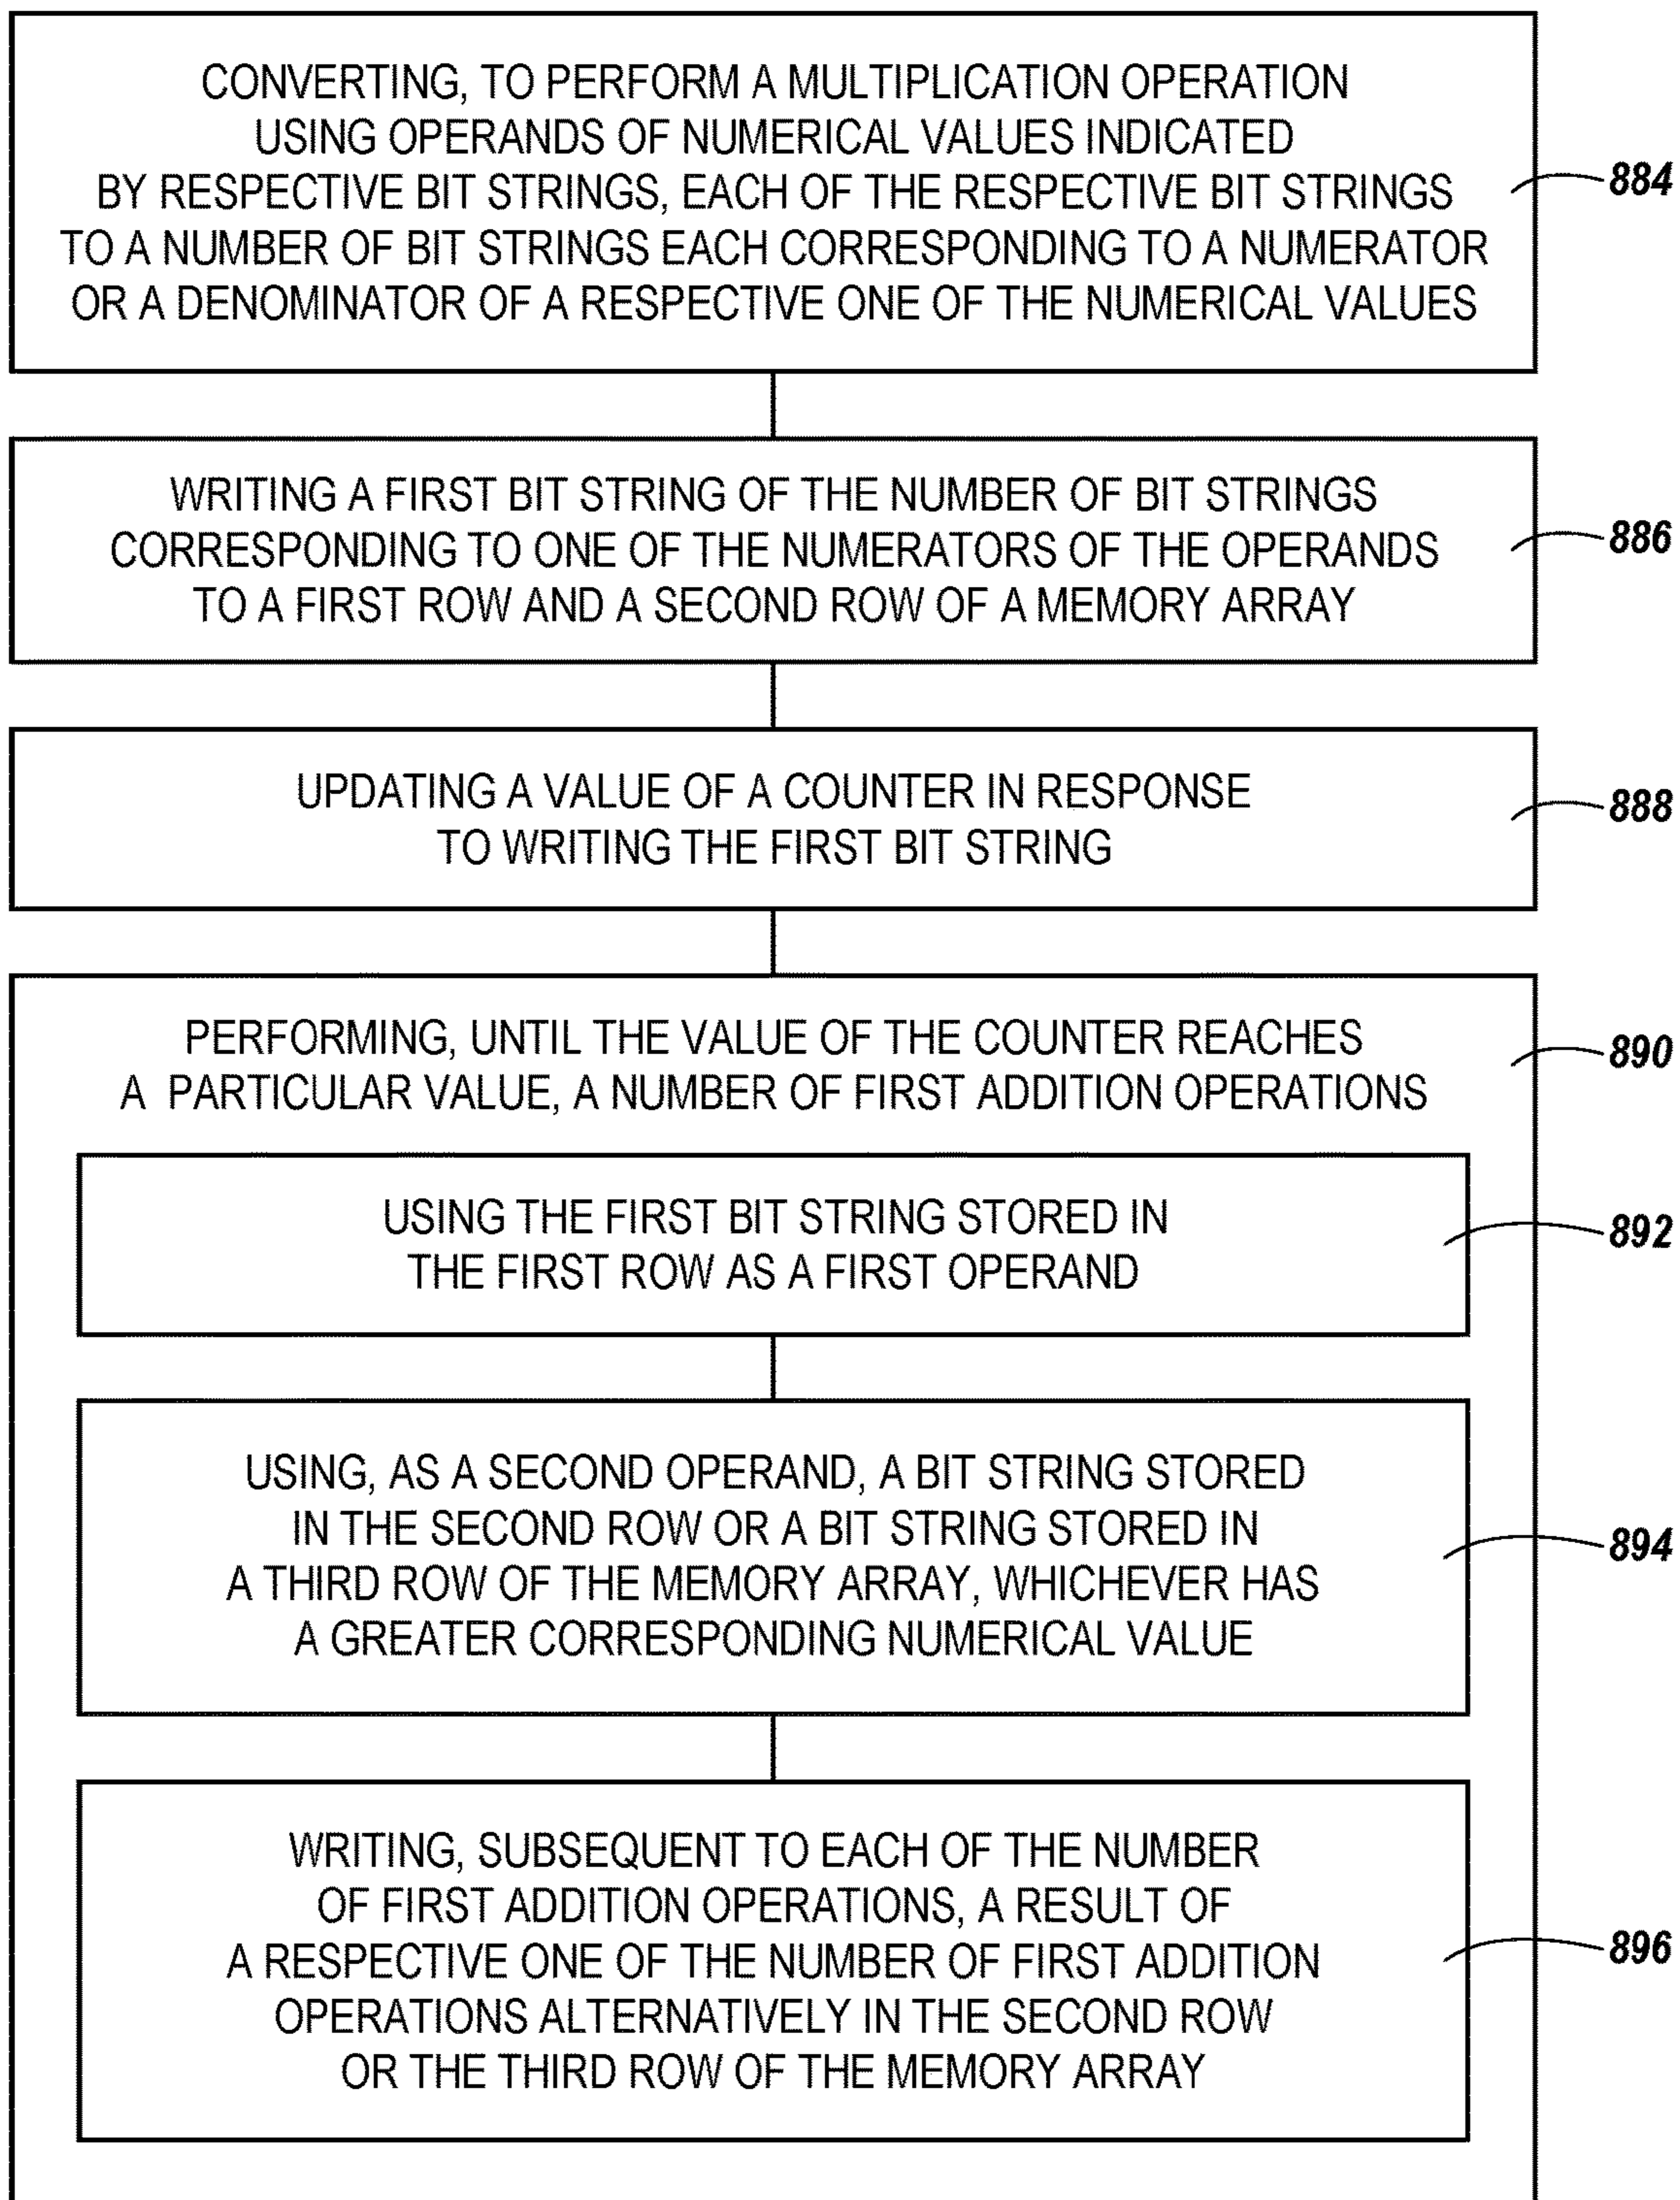 CONVERTING, TO PERFORM A MULTIPLICATION OPERATION
USING OPERANDS OF NUMERICAL VALUES INDICATED
BY RESPECTIVE BIT STRINGS, EACH OF THE RESPECTIVE BIT STRINGS
TO A NUMBER OF BIT STRINGS EACH CORRESPONDING TO A NUMERATOR
OR A DENOMINATOR OF A RESPECTIVE ONE OF THE NUMERICAL VALUES
884
WRITING A FIRST BIT STRING OF THE NUMBER OF BIT STRINGS
CORRESPONDING TO ONE OF THE NUMERATORS OF THE OPERANDS
TO A FIRST ROW AND A SECOND ROW OF A MEMORY ARRAY
886
UPDATING A VALUE OF A COUNTER IN RESPONSE
TO WRITING THE FIRST BIT STRING
888
PERFORMING, UNTIL THE VALUE OF THE COUNTER REACHES
A PARTICULAR VALUE, A NUMBER OF FIRST ADDITION OPERATIONS
890
USING THE FIRST BIT STRING STORED IN
THE FIRST ROW AS A FIRST OPERAND
892
USING, AS A SECOND OPERAND, A BIT STRING STORED
IN THE SECOND ROW OR A BIT STRING STORED IN
A THIRD ROW OF THE MEMORY ARRAY, WHICHEVER HAS
A GREATER CORRESPONDING NUMERICAL VALUE
894
WRITING, SUBSEQUENT TO EACH OF THE NUMBER
OF FIRST ADDITION OPERATIONS, A RESULT OF
A RESPECTIVE ONE OF THE NUMBER OF FIRST ADDITION
OPERATIONS ALTERNATIVELY IN THE SECOND ROW
OR THE THIRD ROW OF THE MEMORY ARRAY
896